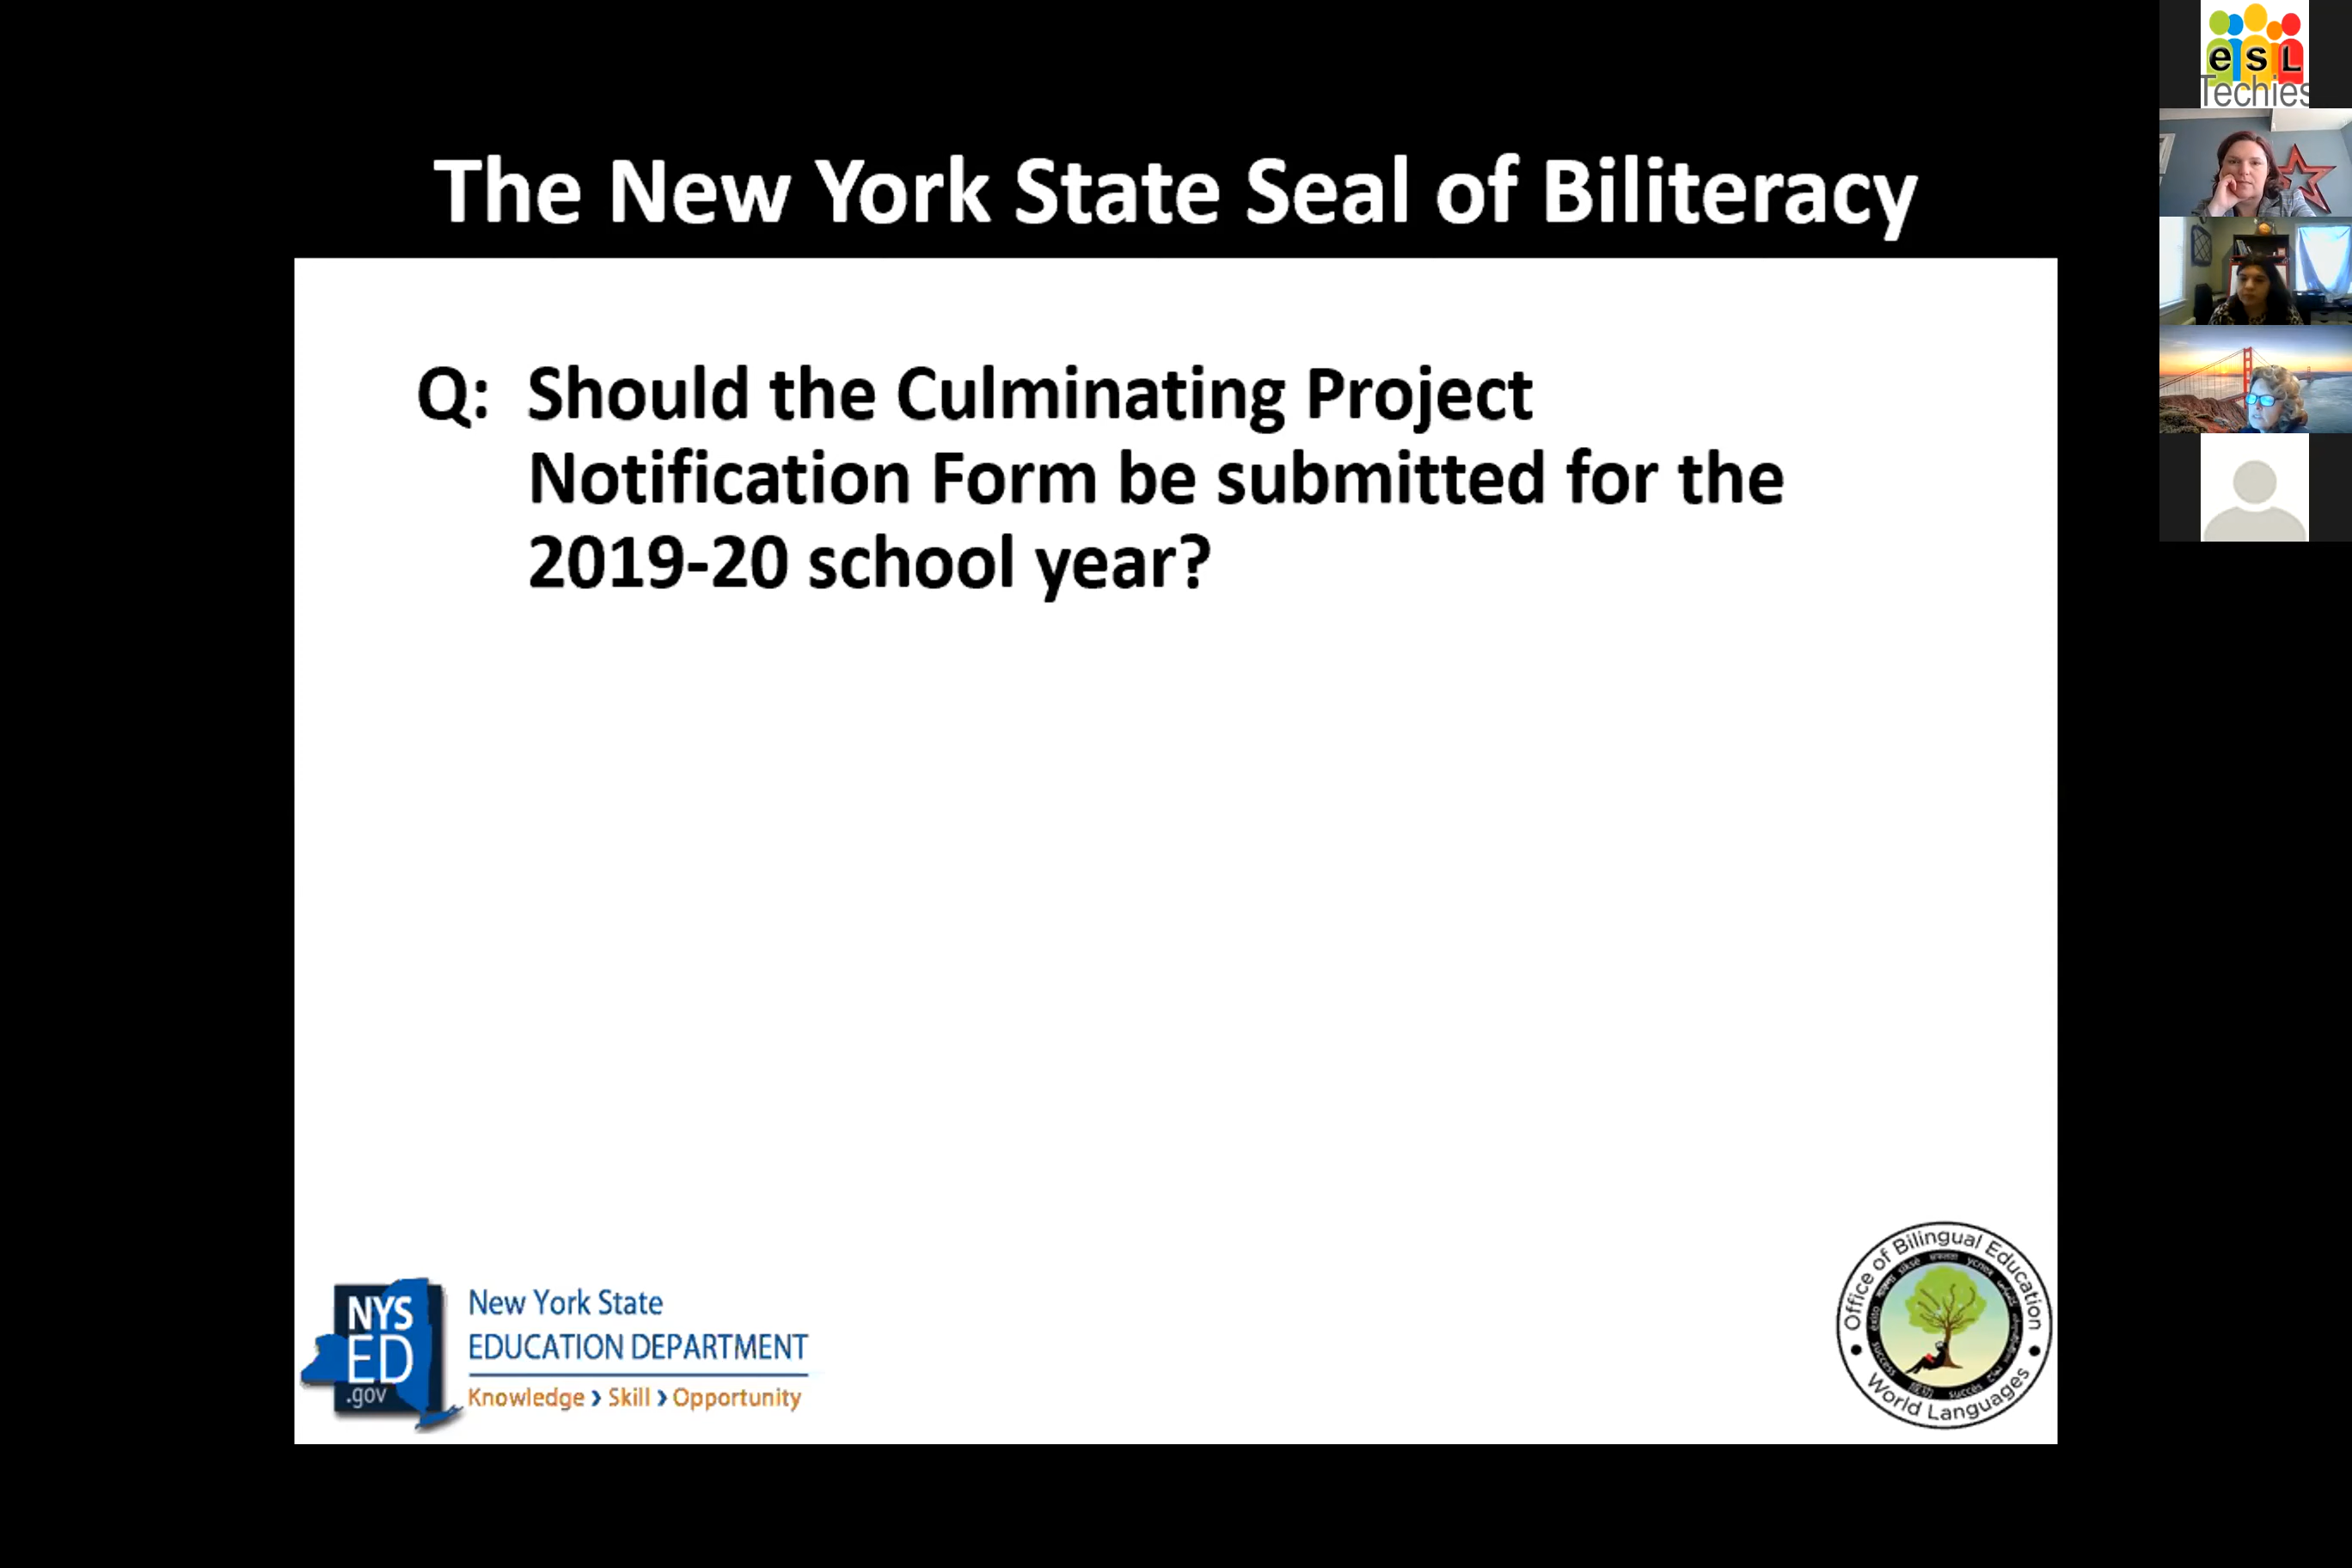 The New York State Seal of Biliteracy
Q: Should the Culminating Project
Notification Form be submitted for the
2019-20 school year?
NYS
ED
.gov
New York State
EDUCATION DEPARTMENT
Knowledge › Skill › Opportunity
Office of Bilingual Education
World Languages
success
succès
esL
Techies